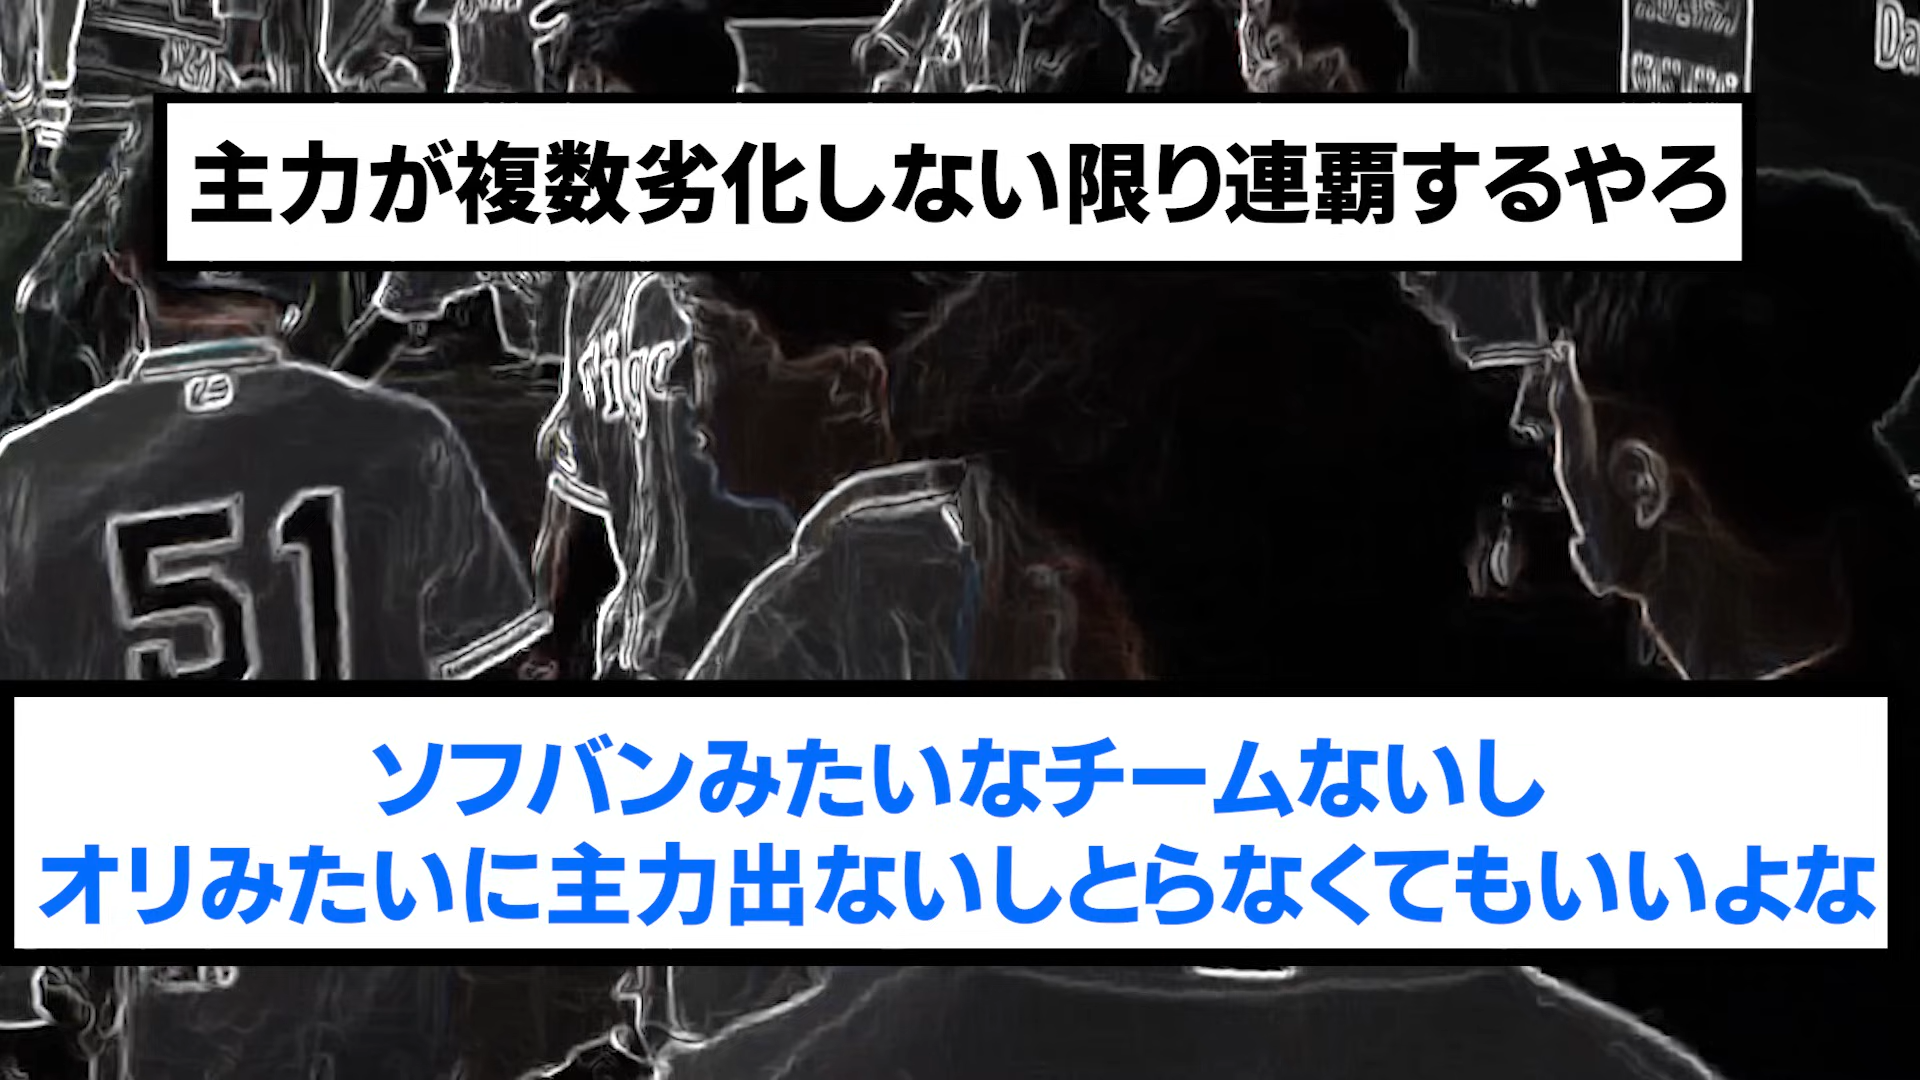 Da
主力が複数劣化しない限り連覇するやろ
51
ソフバンみたいなチームないし
オリみたいに主力出ないしとらなくてもいいよな